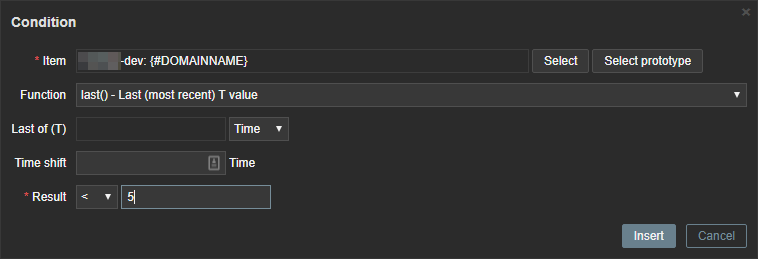 Condition
* Item -dev: {#DOMAINNAME} Select Select prototype
Function last() - Last (most recent) T value
Last of (T) Time
Time shift Time
* Result < 5
Insert Cancel